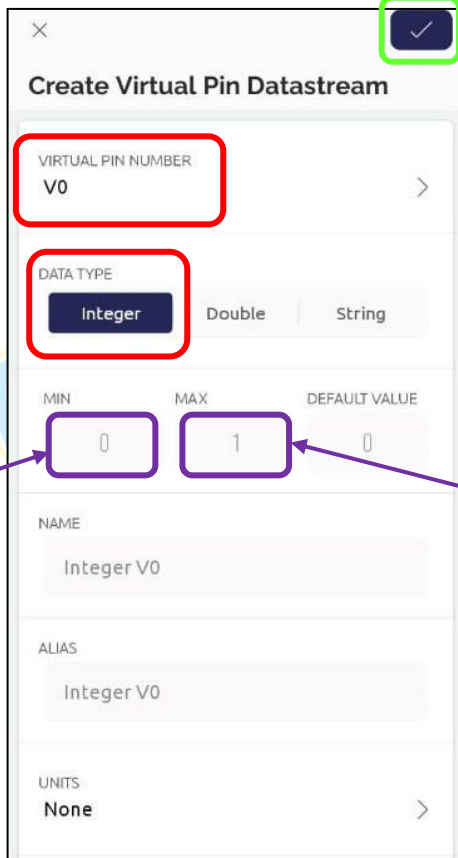 Create Virtual Pin Datastream
VIRTUAL PIN NUMBER
V0
DATA TYPE
Integer Double String
MIN MAX DEFAULT VALUE
0 1 0
NAME
Integer V0
ALIAS
Integer V0
UNITS
None